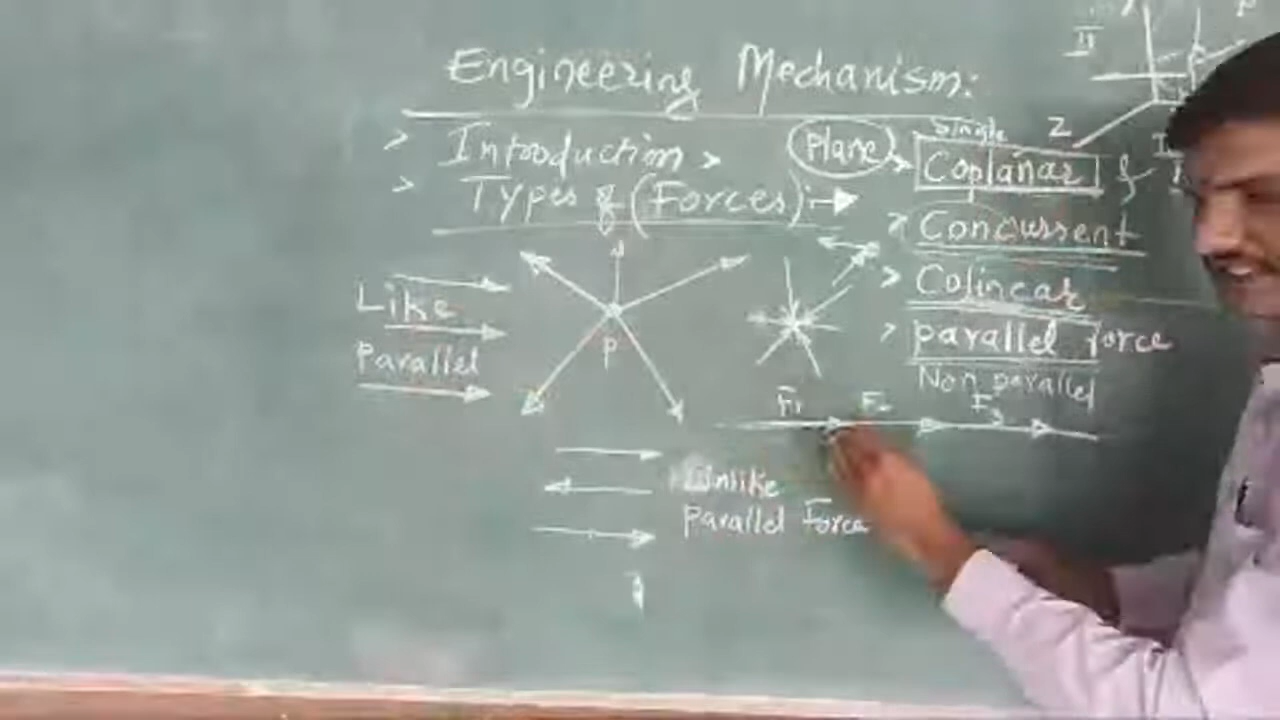 Engineering Mechanism:
> Introduction >
> Types of (Forces):→
Plane
single
> Coplanar &
> Concurrent
> Colinear
> parallel force
Non parallel
II
Z
Like
Parallel
P
F1 F2 F3
Unlike
Parallel Force